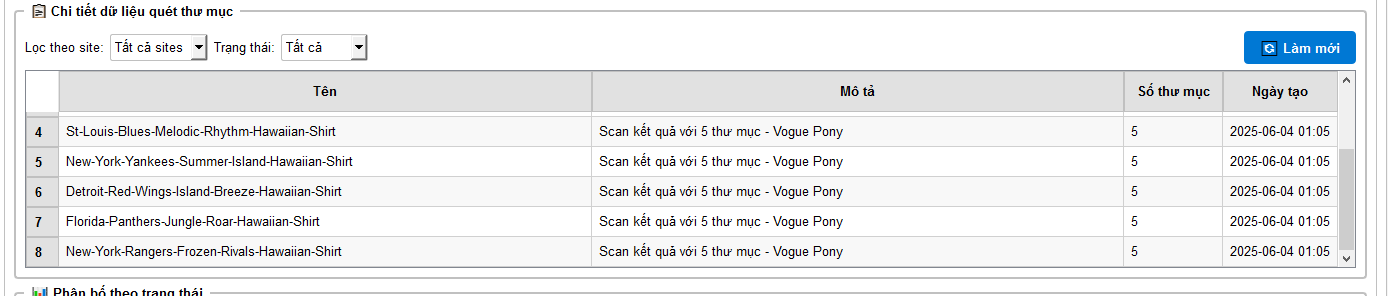 Chi tiết dữ liệu quét thư mục
Lọc theo site: Tất cả sites Trạng thái: Tất cả Làm mới
Tên Mô tả Số thư mục Ngày tạo
4 St-Louis-Blues-Melodic-Rhythm-Hawaiian-Shirt Scan kết quả với 5 thư mục - Vogue Pony 5 2025-06-04 01:05
5 New-York-Yankees-Summer-Island-Hawaiian-Shirt Scan kết quả với 5 thư mục - Vogue Pony 5 2025-06-04 01:05
6 Detroit-Red-Wings-Island-Breeze-Hawaiian-Shirt Scan kết quả với 5 thư mục - Vogue Pony 5 2025-06-04 01:05
7 Florida-Panthers-Jungle-Roar-Hawaiian-Shirt Scan kết quả với 5 thư mục - Vogue Pony 5 2025-06-04 01:05
8 New-York-Rangers-Frozen-Rivals-Hawaiian-Shirt Scan kết quả với 5 thư mục - Vogue Pony 5 2025-06-04 01:05
Phân bố theo trạng thái